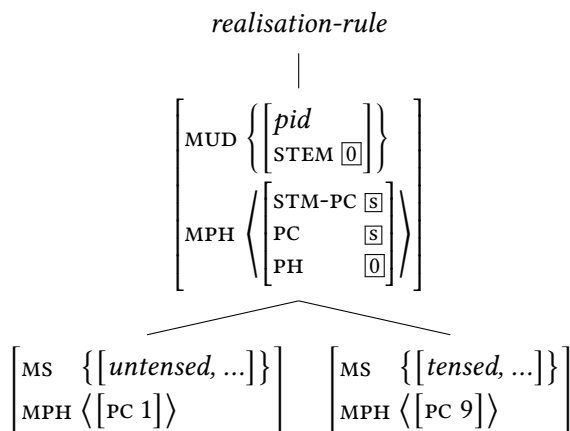 realisation-rule
MUD {[pid
STEM [0]]}
MPH ⟨[STM-PC [s]
PC [s]
PH [0]]⟩
MS {[untensed, ...]} MS {[tensed, ...]}
MPH ⟨[PC 1]⟩ MPH ⟨[PC 9]⟩